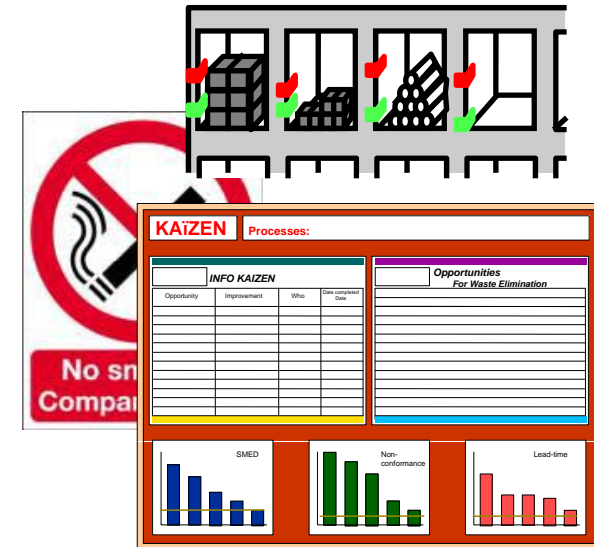 No
Compa
KAïZEN
Processes:
INFO KAIZEN
Opportunity Improvement Who Date completed
Date
Opportunities
For Waste Elimination
SMED
Non-
conformance
Lead-time